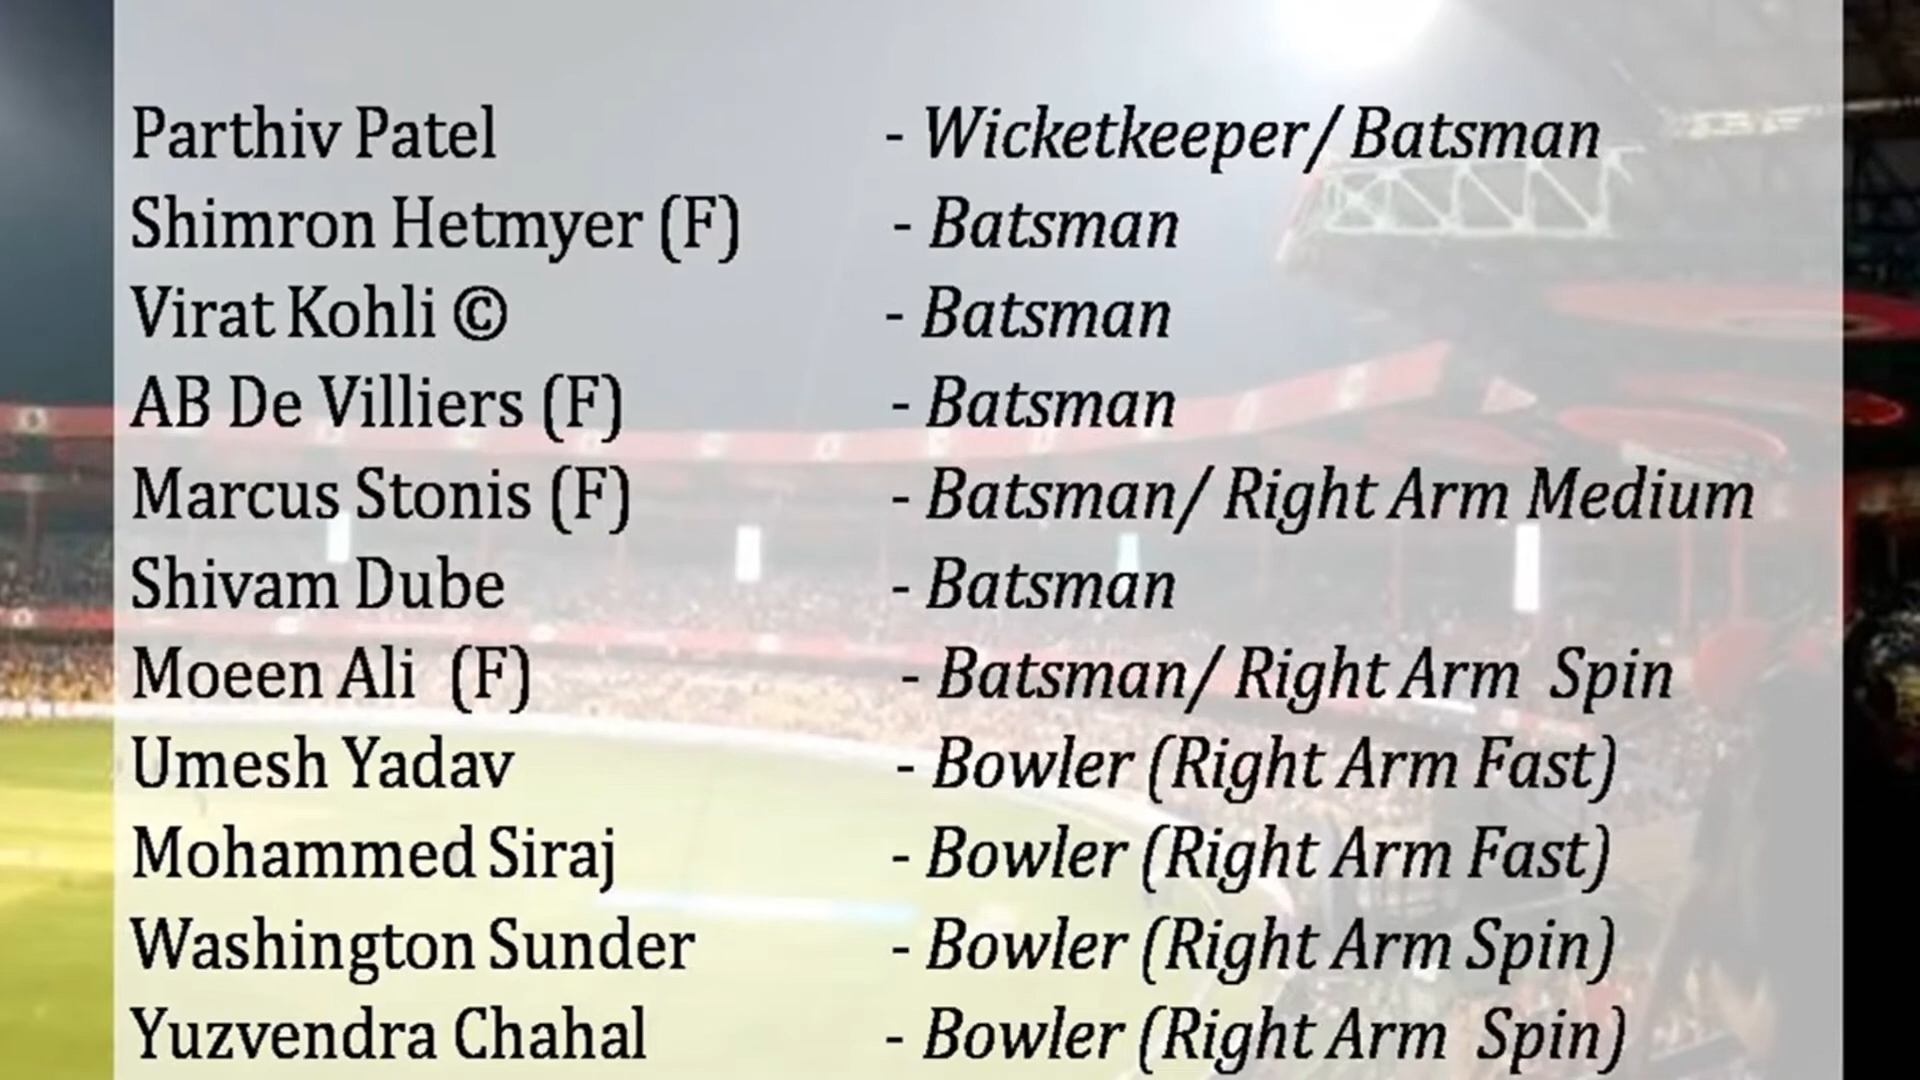 Parthiv Patel - Wicketkeeper/ Batsman
Shimron Hetmyer (F) - Batsman
Virat Kohli © - Batsman
AB De Villiers (F) - Batsman
Marcus Stonis (F) - Batsman/ Right Arm Medium
Shivam Dube - Batsman
Moeen Ali (F) - Batsman/ Right Arm Spin
Umesh Yadav - Bowler (Right Arm Fast)
Mohammed Siraj - Bowler (Right Arm Fast)
Washington Sunder - Bowler (Right Arm Spin)
Yuzvendra Chahal - Bowler (Right Arm Spin)